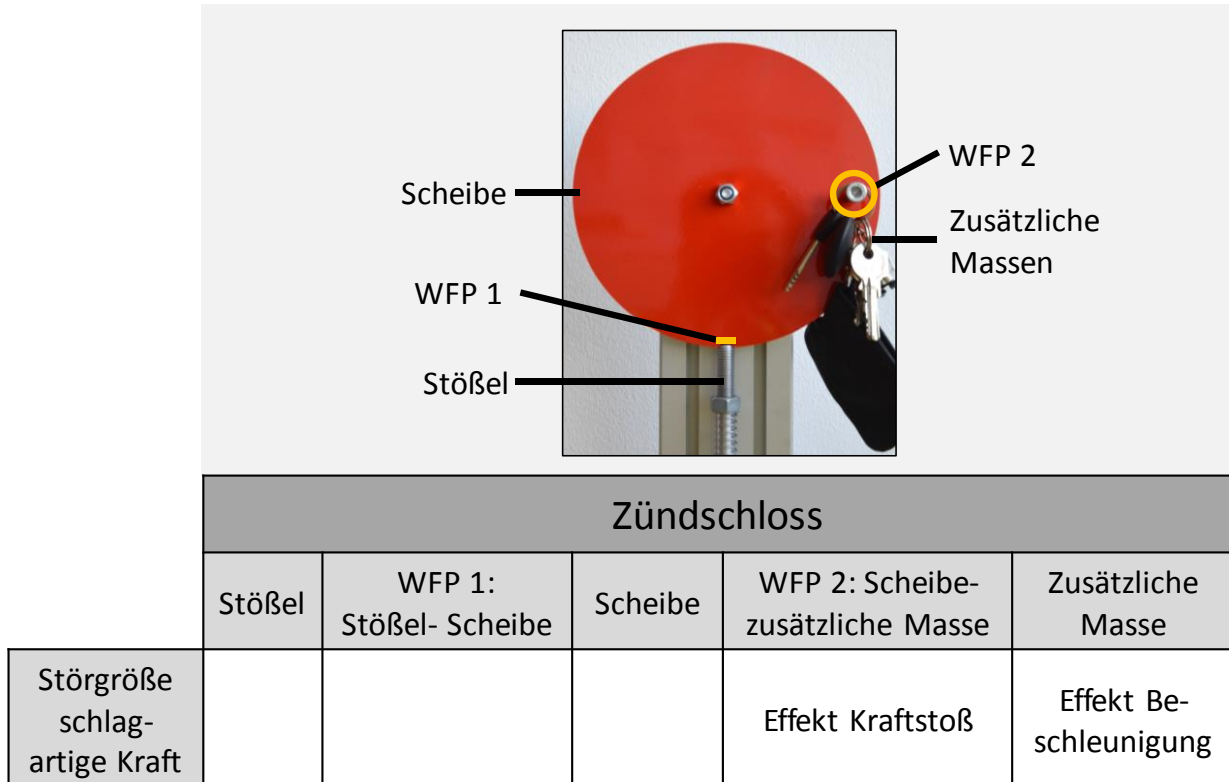 Scheibe
WFP 1
Stößel
WFP 2
Zusätzliche
Massen
Zündschloss
Stößel
WFP 1:
Stößel- Scheibe
Scheibe
WFP 2: Scheibe-
zusätzliche Masse
Zusätzliche
Masse
Störgröße
schlag-
artige Kraft
Effekt Kraftstoß
Effekt Be-
schleunigung